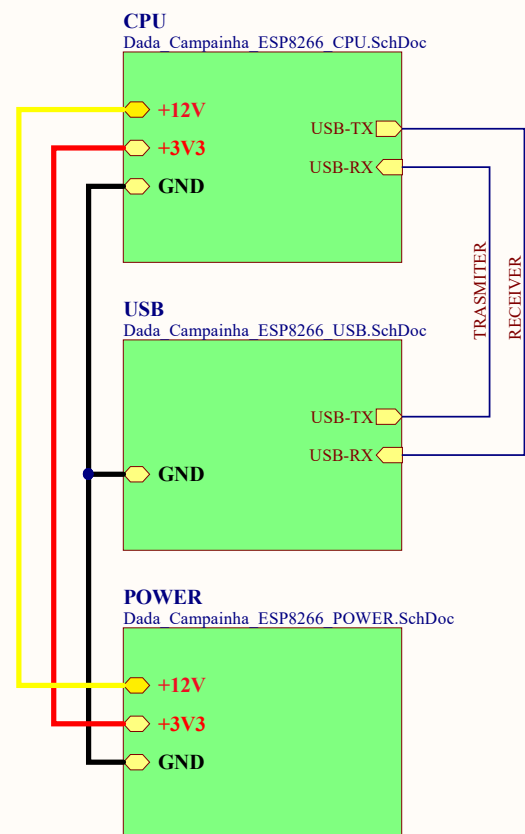 CPU
Dada_Campainha_ESP8266_CPU.SchDoc
+12V
USB-TX
+3V3
USB-RX
GND
TRASMITER
RECEIVER
USB
Dada_Campainha_ESP8266_USB.SchDoc
USB-TX
USB-RX
GND
POWER
Dada_Campainha_ESP8266_POWER.SchDoc
+12V
+3V3
GND